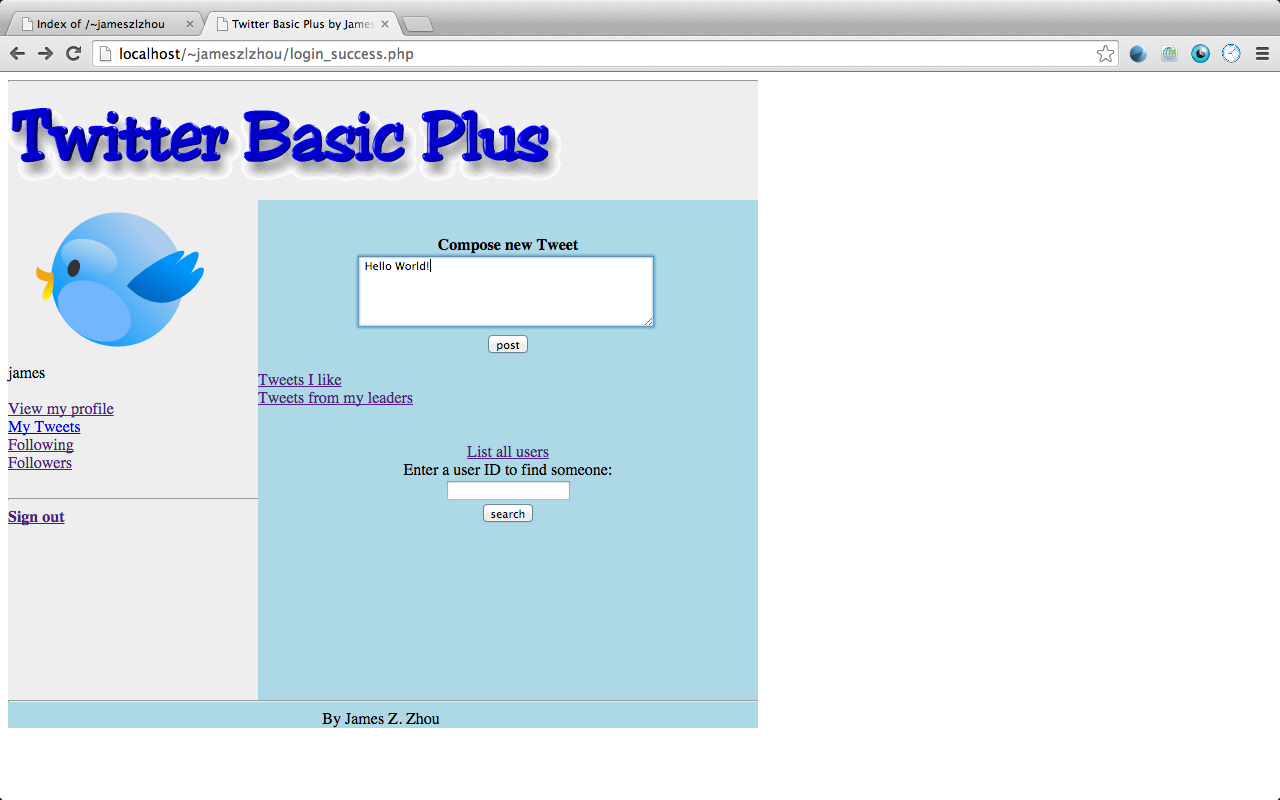 Index of /~jameszlzhou
Twitter Basic Plus by James
localhost/~jameszlzhou/login_success.php
Twitter Basic Plus
Compose new Tweet
Hello World!
post
james
View my profile
My Tweets
Following
Followers
Sign out
Tweets I like
Tweets from my leaders
List all users
Enter a user ID to find someone:
search
By James Z. Zhou